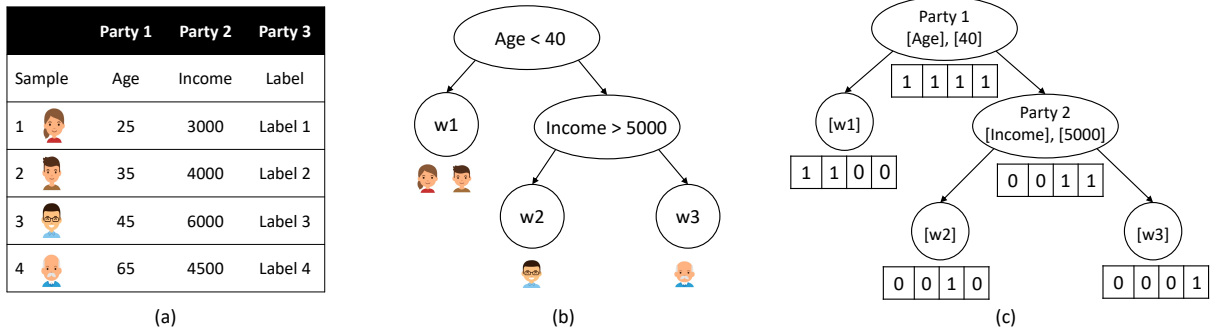 Party 1 Party 2 Party 3
Sample Age Income Label
1 25 3000 Label 1
2 35 4000 Label 2
3 45 6000 Label 3
4 65 4500 Label 4
(a)
Age < 40
w1
Income > 5000
w2
w3
(b)
Party 1
[Age], [40]
1 1 1 1
[w1]
1 1 0 0
Party 2
[Income], [5000]
0 0 1 1
[w2]
0 0 1 0
[w3]
0 0 0 1
(c)